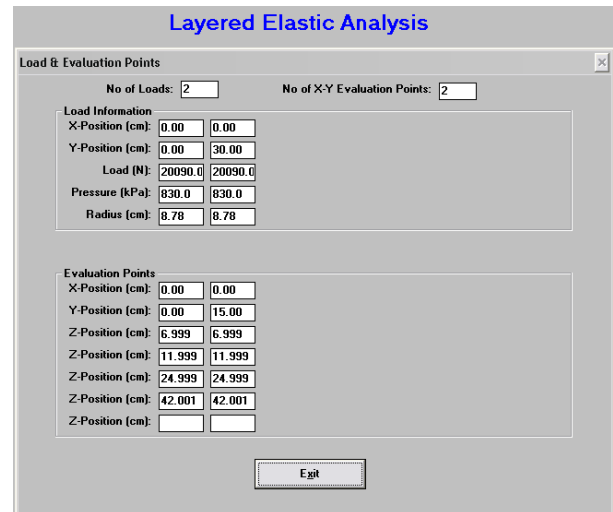 Layered Elastic Analysis
Load & Evaluation Points
No of Loads: 2 No of X-Y Evaluation Points: 2
Load Information
X-Position (cm): 0.00 0.00
Y-Position (cm): 0.00 30.00
Load (N): 20090.0 20090.0
Pressure (kPa): 830.0 830.0
Radius (cm): 8.78 8.78
Evaluation Points
X-Position (cm): 0.00 0.00
Y-Position (cm): 0.00 15.00
Z-Position (cm): 6.999 6.999
Z-Position (cm): 11.999 11.999
Z-Position (cm): 24.999 24.999
Z-Position (cm): 42.001 42.001
Z-Position (cm):
Exit